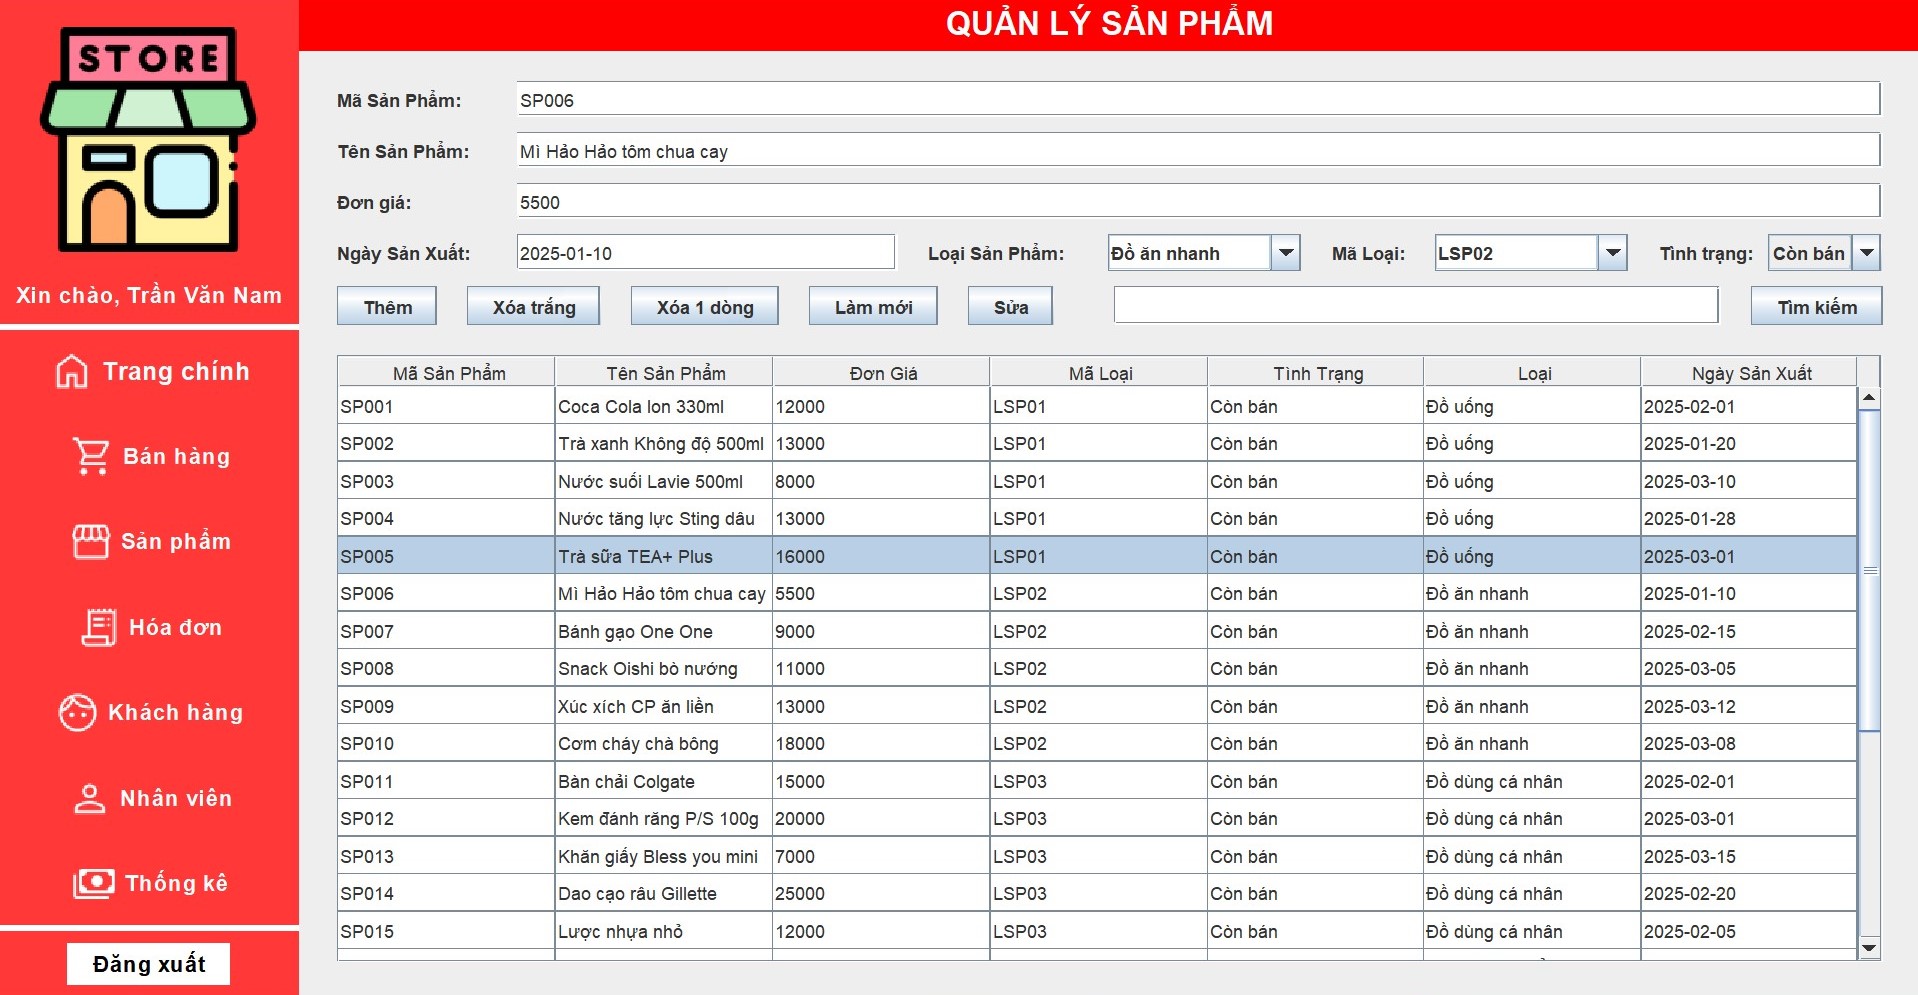 STORE
Xin chào, Trần Văn Nam
Trang chính
Bán hàng
Sản phẩm
Hóa đơn
Khách hàng
Nhân viên
Thống kê
Đăng xuất
QUẢN LÝ SẢN PHẨM
Mã Sản Phẩm: SP006
Tên Sản Phẩm: Mì Hảo Hảo tôm chua cay
Đơn giá: 5500
Ngày Sản Xuất: 2025-01-10 Loại Sản Phẩm: Đồ ăn nhanh Mã Loại: LSP02 Tình trạng: Còn bán
Thêm Xóa trắng Xóa 1 dòng Làm mới Sửa Tìm kiếm
Mã Sản Phẩm Tên Sản Phẩm Đơn Giá Mã Loại Tình Trạng Loại Ngày Sản Xuất
SP001 Coca Cola lon 330ml 12000 LSP01 Còn bán Đồ uống 2025-02-01
SP002 Trà xanh Không độ 500ml 13000 LSP01 Còn bán Đồ uống 2025-01-20
SP003 Nước suối Lavie 500ml 8000 LSP01 Còn bán Đồ uống 2025-03-10
SP004 Nước tăng lực Sting dâu 13000 LSP01 Còn bán Đồ uống 2025-01-28
SP005 Trà sữa TEA+ Plus 16000 LSP01 Còn bán Đồ uống 2025-03-01
SP006 Mì Hảo Hảo tôm chua cay 5500 LSP02 Còn bán Đồ ăn nhanh 2025-01-10
SP007 Bánh gạo One One 9000 LSP02 Còn bán Đồ ăn nhanh 2025-02-15
SP008 Snack Oishi bò nướng 11000 LSP02 Còn bán Đồ ăn nhanh 2025-03-05
SP009 Xúc xích CP ăn liền 13000 LSP02 Còn bán Đồ ăn nhanh 2025-03-12
SP010 Cơm cháy chà bông 18000 LSP02 Còn bán Đồ ăn nhanh 2025-03-08
SP011 Bàn chải Colgate 15000 LSP03 Còn bán Đồ dùng cá nhân 2025-02-01
SP012 Kem đánh răng P/S 100g 20000 LSP03 Còn bán Đồ dùng cá nhân 2025-03-01
SP013 Khăn giấy Bless you mini 7000 LSP03 Còn bán Đồ dùng cá nhân 2025-03-15
SP014 Dao cạo râu Gillette 25000 LSP03 Còn bán Đồ dùng cá nhân 2025-02-20
SP015 Lược nhựa nhỏ 12000 LSP03 Còn bán Đồ dùng cá nhân 2025-02-05